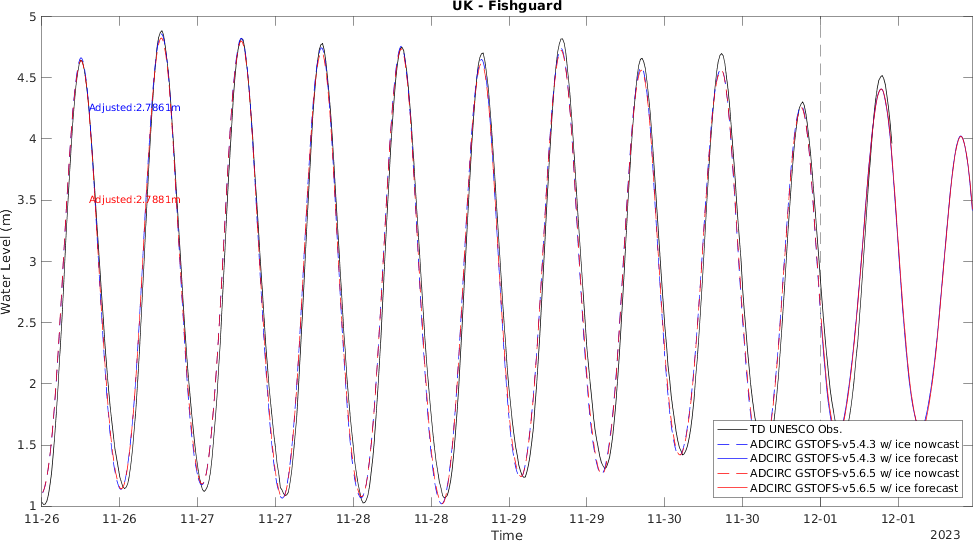 UK - Fishguard
5
4.5
4
3.5
3
2.5
2
1.5
1
Water Level (m)
Adjusted:2.7861m
Adjusted:2.7881m
TD UNESCO Obs.
ADCIRC GSTOFS-v5.4.3 w/ ice nowcast
ADCIRC GSTOFS-v5.4.3 w/ ice forecast
ADCIRC GSTOFS-v5.6.5 w/ ice nowcast
ADCIRC GSTOFS-v5.6.5 w/ ice forecast
11-26 11-26 11-27 11-27 11-28 11-28 11-29 11-29 11-30 11-30 12-01 12-01
Time
2023